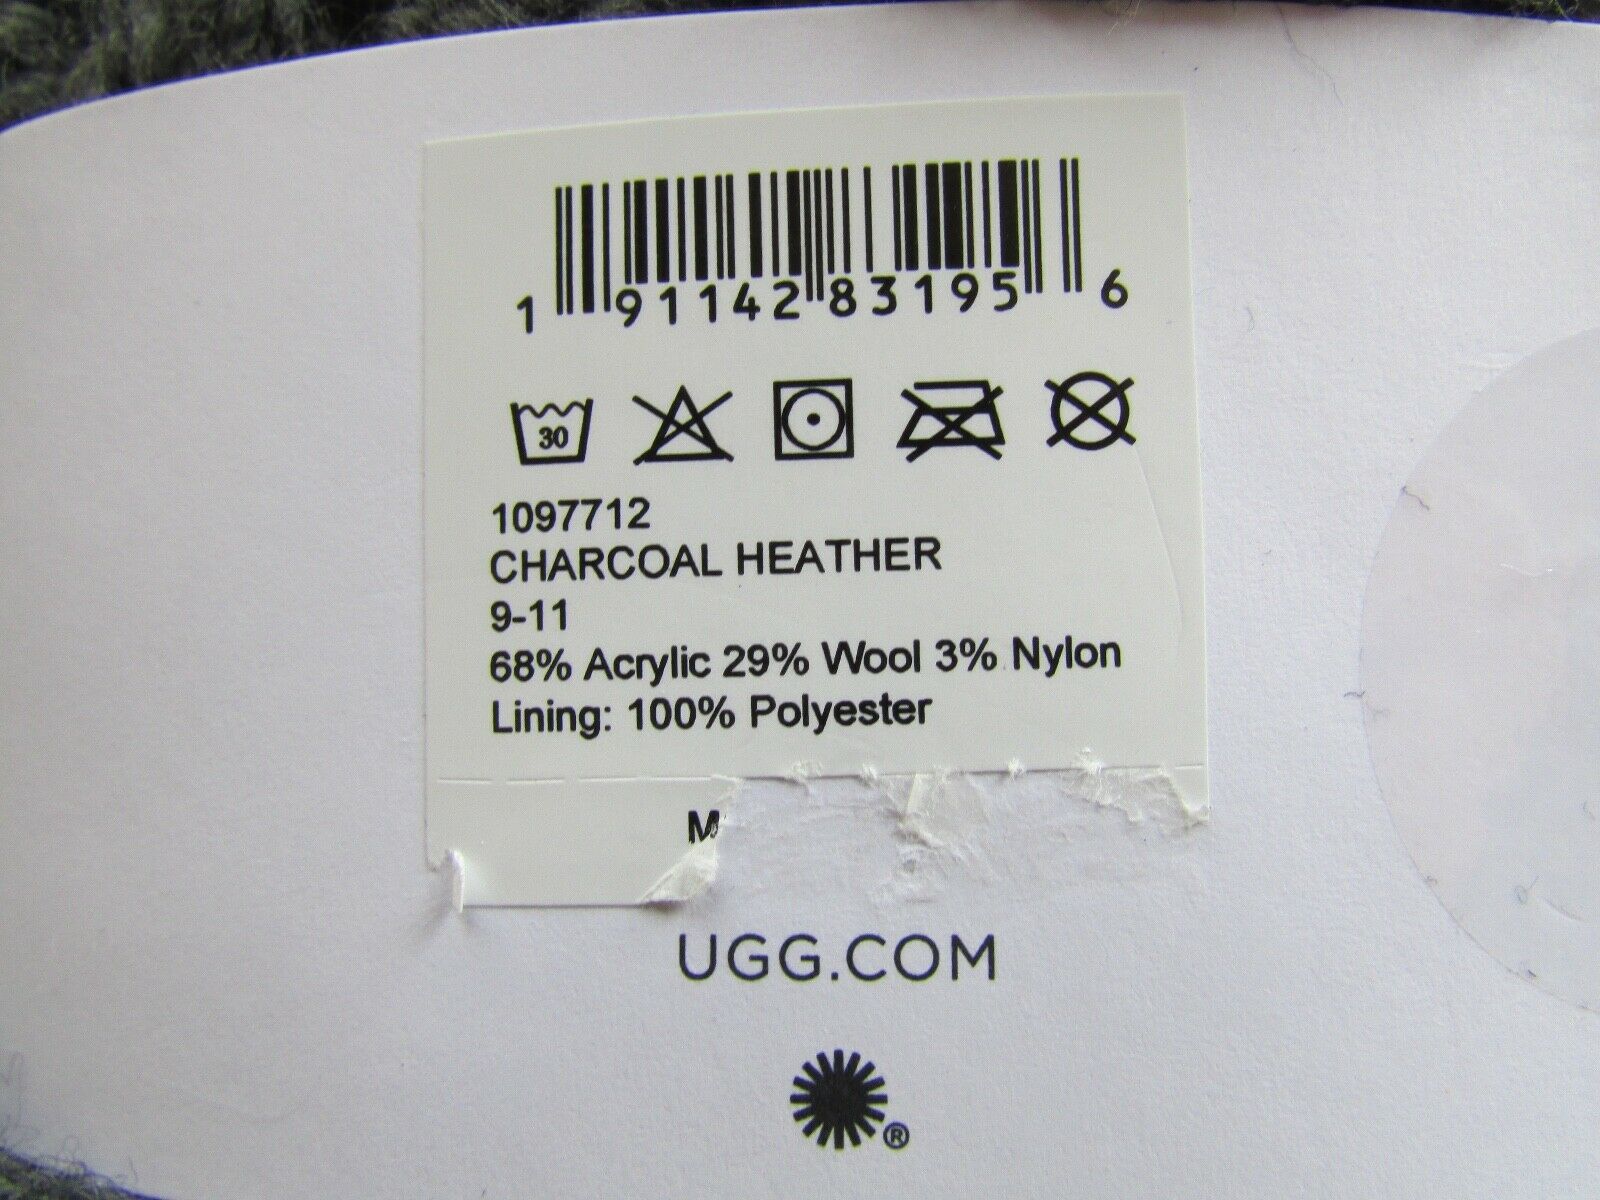 1 91142 83195 6
30
1097712
CHARCOAL HEATHER
9-11
68% Acrylic 29% Wool 3% Nylon
Lining: 100% Polyester
M
UGG.COM
®